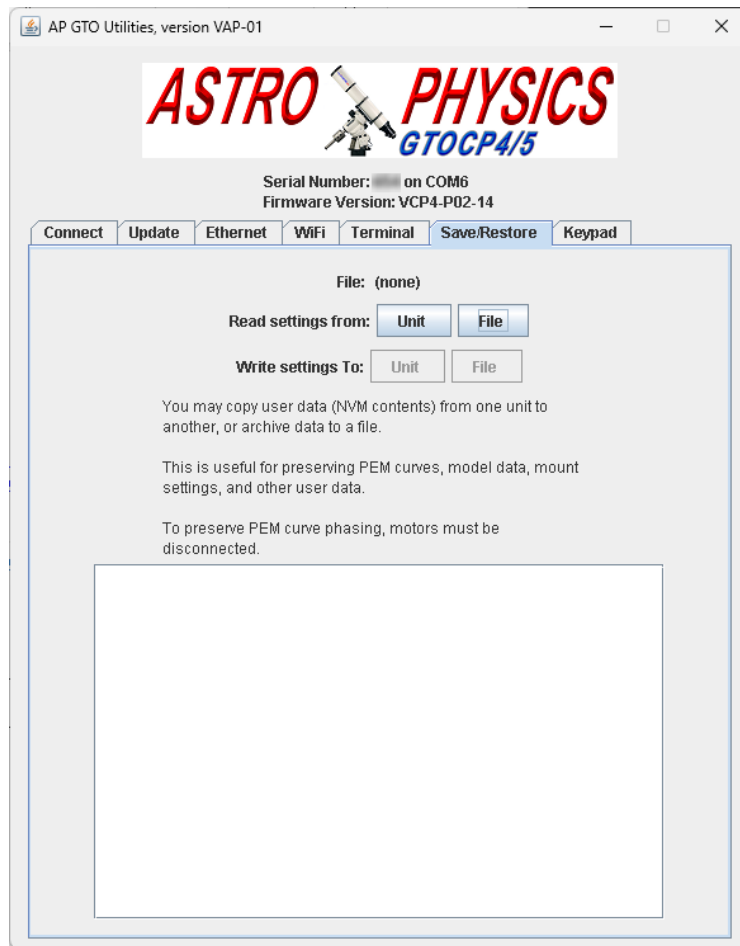 AP GTO Utilities, version VAP-01
ASTRO PHYSICS
GTOCP4/5
Serial Number: on COM6
Firmware Version: VCP4-P02-14
Connect Update Ethernet WiFi Terminal Save/Restore Keypad
File: (none)
Read settings from: Unit File
Write settings To: Unit File
You may copy user data (NVM contents) from one unit to
another, or archive data to a file.
This is useful for preserving PEM curves, model data, mount
settings, and other user data.
To preserve PEM curve phasing, motors must be
disconnected.